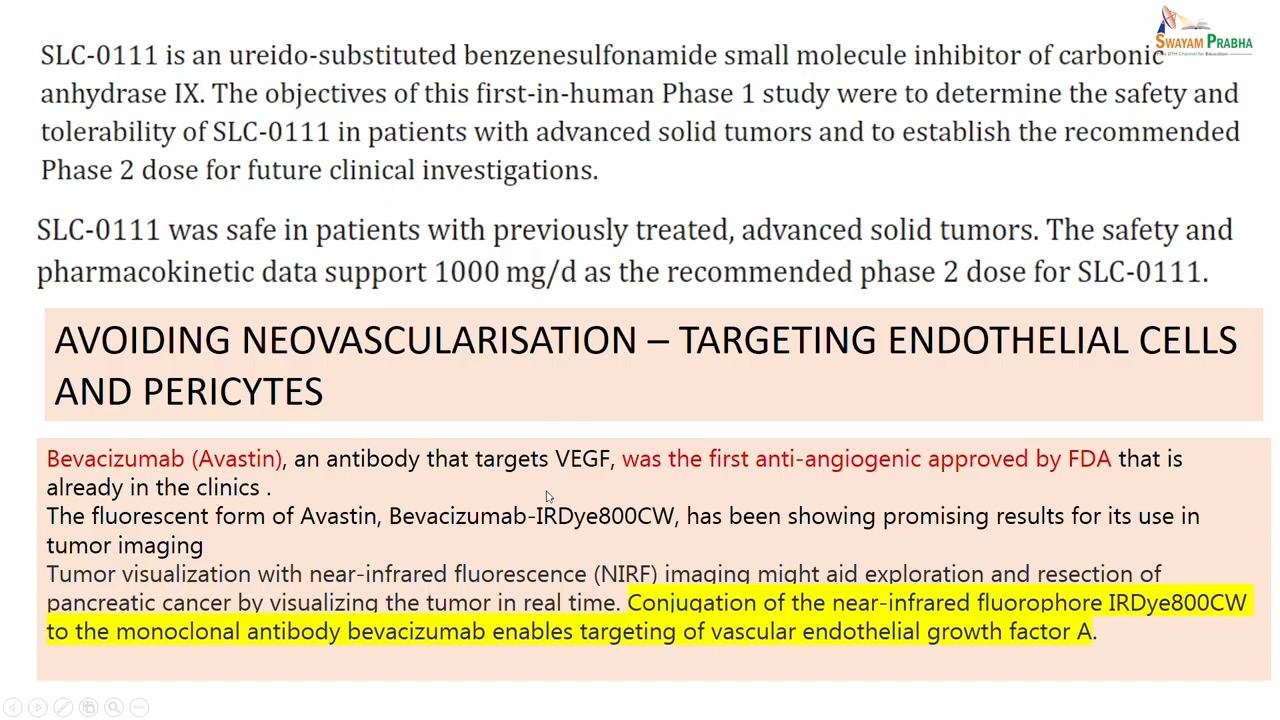 SWAYAM PRABHA
SLC-0111 is an ureido-substituted benzenesulfonamide small molecule inhibitor of carbonic
anhydrase IX. The objectives of this first-in-human Phase 1 study were to determine the safety and
tolerability of SLC-0111 in patients with advanced solid tumors and to establish the recommended
Phase 2 dose for future clinical investigations.
SLC-0111 was safe in patients with previously treated, advanced solid tumors. The safety and
pharmacokinetic data support 1000 mg/d as the recommended phase 2 dose for SLC-0111.
AVOIDING NEOVASCULARISATION – TARGETING ENDOTHELIAL CELLS
AND PERICYTES
Bevacizumab (Avastin), an antibody that targets VEGF, was the first anti-angiogenic approved by FDA that is
already in the clinics .
The fluorescent form of Avastin, Bevacizumab-IRDye800CW, has been showing promising results for its use in
tumor imaging
Tumor visualization with near-infrared fluorescence (NIRF) imaging might aid exploration and resection of
pancreatic cancer by visualizing the tumor in real time. Conjugation of the near-infrared fluorophore IRDye800CW
to the monoclonal antibody bevacizumab enables targeting of vascular endothelial growth factor A.